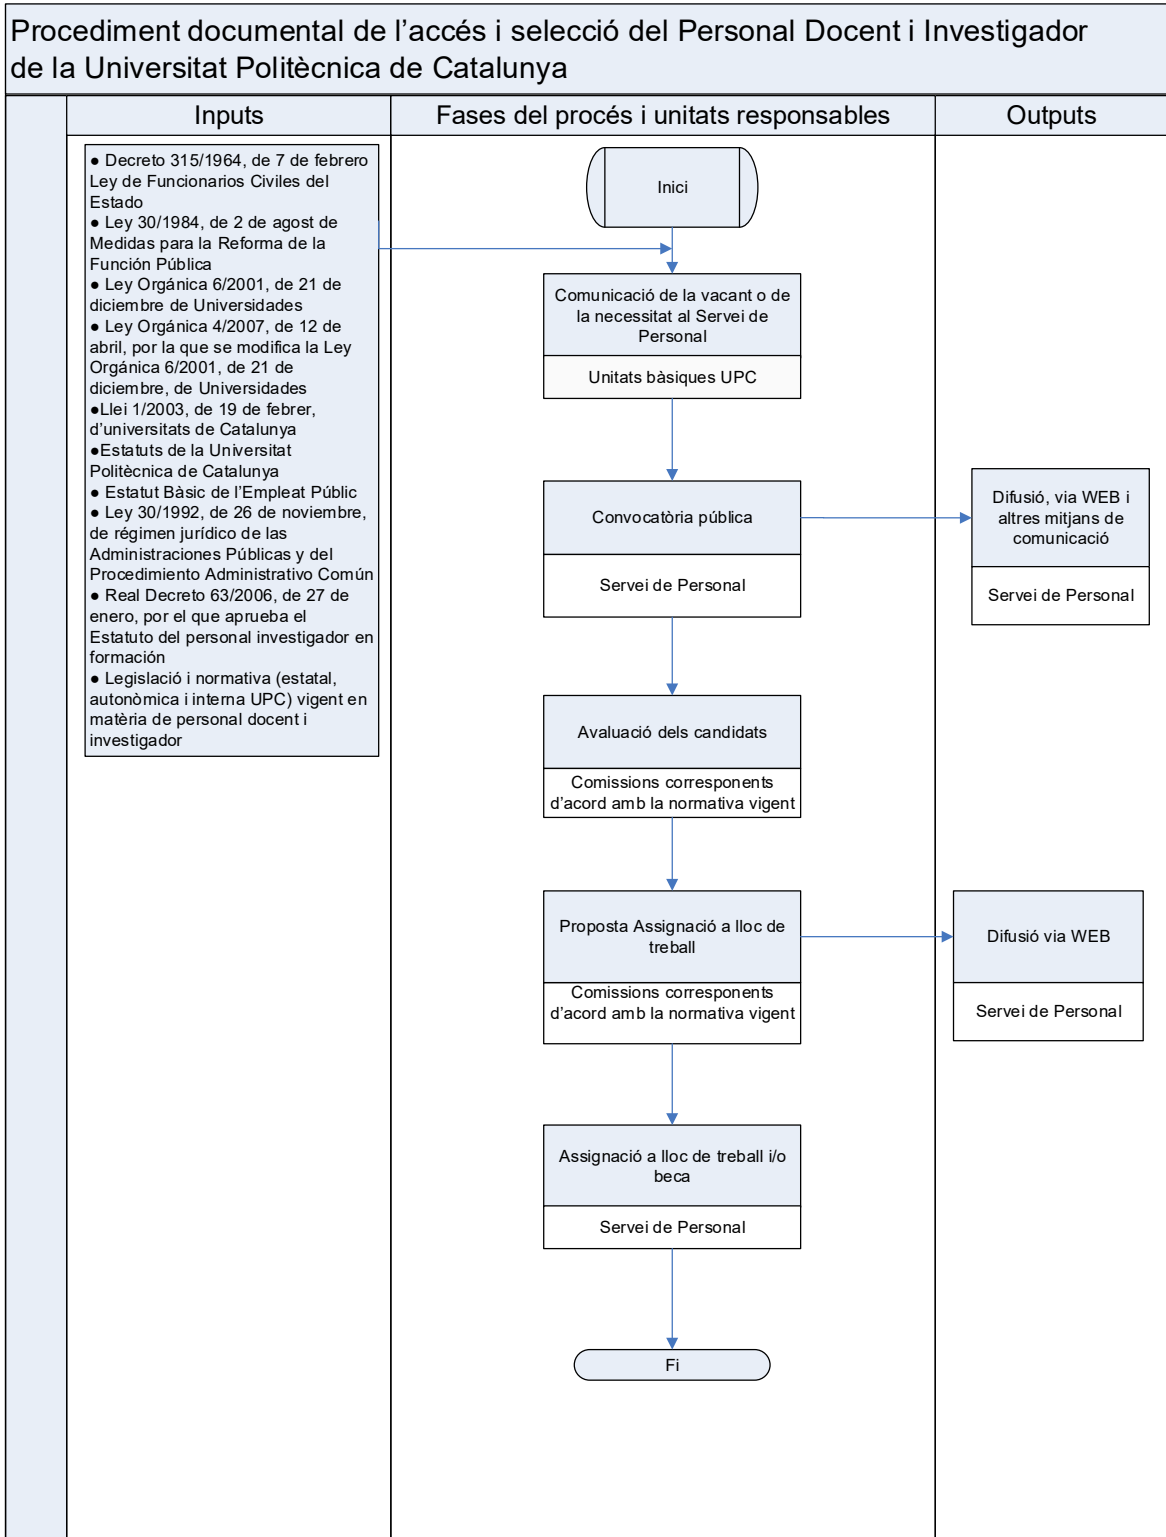 Procediment documental de l’accés i selecció del Personal Docent i Investigador
de la Universitat Politècnica de Catalunya
Inputs
Fases del procés i unitats responsables
Outputs
● Decreto 315/1964, de 7 de febrero
Ley de Funcionarios Civiles del
Estado
● Ley 30/1984, de 2 de agost de
Medidas para la Reforma de la
Función Pública
● Ley Orgánica 6/2001, de 21 de
diciembre de Universidades
● Ley Orgánica 4/2007, de 12 de
abril, por la que se modifica la Ley
Orgánica 6/2001, de 21 de
diciembre, de Universidades
●Llei 1/2003, de 19 de febrer,
d’universitats de Catalunya
●Estatuts de la Universitat
Politècnica de Catalunya
● Estatut Bàsic de l’Empleat Públic
● Ley 30/1992, de 26 de noviembre,
de régimen jurídico de las
Administraciones Públicas y del
Procedimiento Administrativo Común
● Real Decreto 63/2006, de 27 de
enero, por el que aprueba el
Estatuto del personal investigador en
formación
● Legislació i normativa (estatal,
autonòmica i interna UPC) vigent en
matèria de personal docent i
investigador
Inici
Comunicació de la vacant o de
la necessitat al Servei de
Personal
Unitats bàsiques UPC
Convocatòria pública
Servei de Personal
Difusió, via WEB i
altres mitjans de
comunicació
Servei de Personal
Avaluació dels candidats
Comissions corresponents
d’acord amb la normativa vigent
Proposta Assignació a lloc de
treball
Comissions corresponents
d’acord amb la normativa vigent
Difusió via WEB
Servei de Personal
Assignació a lloc de treball i/o
beca
Servei de Personal
Fi